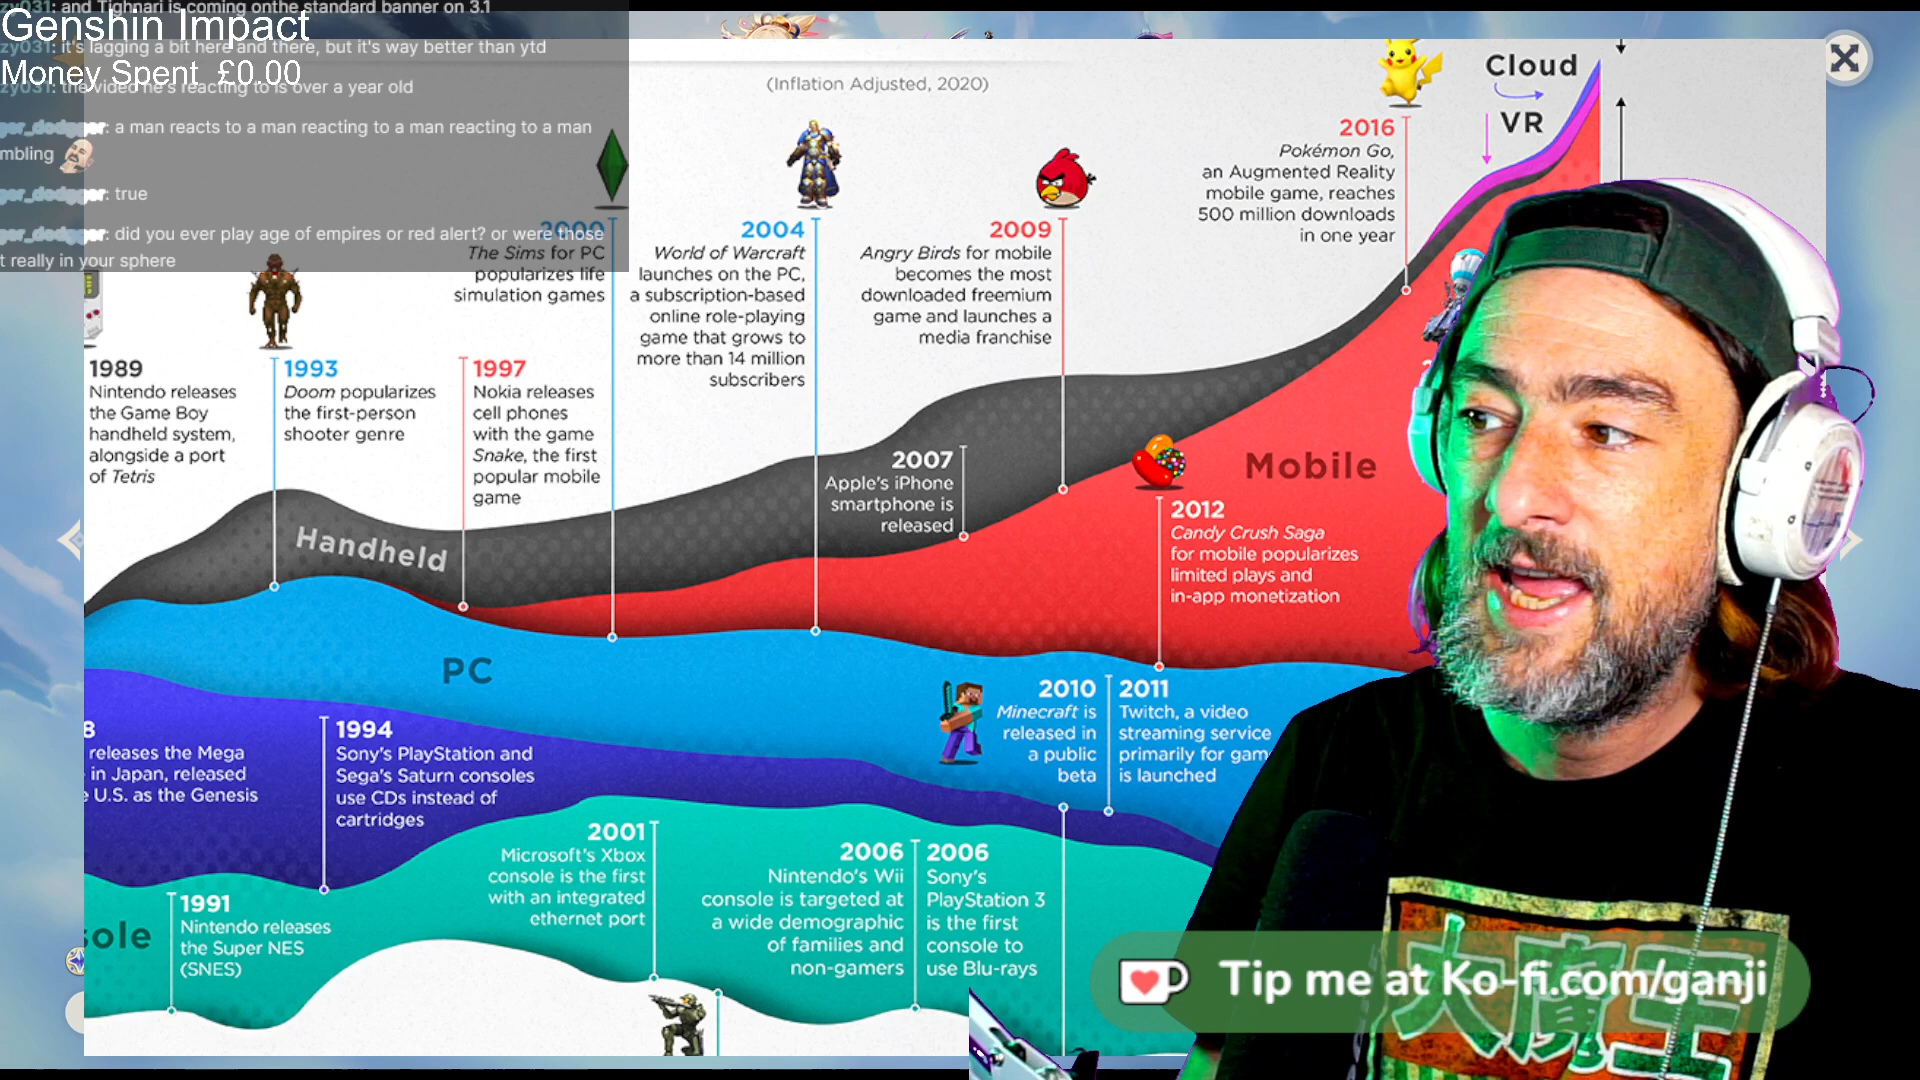 zy031: and Tighnari is coming onthe standard banner on 3.1
Genshin Impact
zy031: it's lagging a bit here and there, but it's way better than ytd
Money Spent £0.00
zy031: the video he's reacting to is over a year old
: a man reacts to a man reacting to a man reacting to a man
mbling
: true
: did you ever play age of empires or red alert? or were those
t really in your sphere
(Inflation Adjusted, 2020)
Cloud
VR
2016
Pokémon Go,
an Augmented Reality
mobile game, reaches
500 million downloads
in one year
2000
The Sims for PC
popularizes life
simulation games
2004
World of Warcraft
launches on the PC,
a subscription-based
online role-playing
game that grows to
more than 14 million
subscribers
2009
Angry Birds for mobile
becomes the most
downloaded freemium
game and launches a
media franchise
1989
Nintendo releases
the Game Boy
handheld system,
alongside a port
of Tetris
1993
Doom popularizes
the first-person
shooter genre
1997
Nokia releases
cell phones
with the game
Snake, the first
popular mobile
game
2007
Apple's iPhone
smartphone is
released
Mobile
2012
Candy Crush Saga
for mobile popularizes
limited plays and
in-app monetization
Handheld
PC
2010
Minecraft is
released in
a public
beta
2011
Twitch, a video
streaming service
primarily for gam
is launched
8
releases the Mega
in Japan, released
e U.S. as the Genesis
1994
Sony's PlayStation and
Sega's Saturn consoles
use CDs instead of
cartridges
2001
Microsoft's Xbox
console is the first
with an integrated
ethernet port
2006
Nintendo's Wii
console is targeted at
a wide demographic
of families and
non-gamers
2006
Sony's
PlayStation 3
is the first
console to
use Blu-rays
sole
1991
Nintendo releases
the Super NES
(SNES)
Tip me at Ko-fi.com/ganji
大魔王